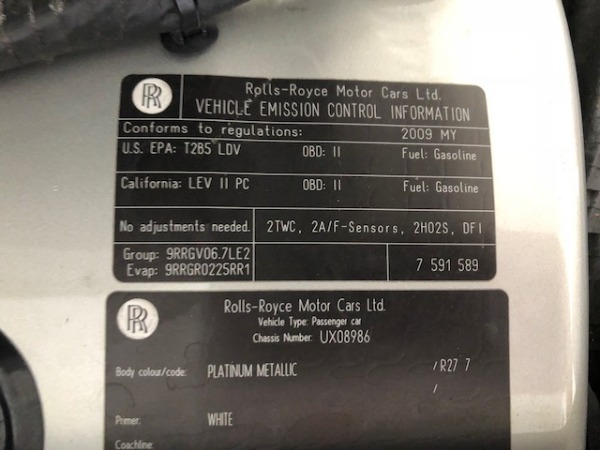 RR
Rolls-Royce Motor Cars Ltd.
VEHICLE EMISSION CONTROL INFORMATION
Conforms to regulations: 2009 MY
U.S. EPA: T2B5 LDV OBD: II Fuel: Gasoline
California: LEV II PC OBD: II Fuel: Gasoline
No adjustments needed. 2TWC, 2A/F-Sensors, 2HO2S, DFI
Group: 9RRGV06.7LE2
Evap: 9RRGR0225RR1 7 591 589
RR
Rolls-Royce Motor Cars Ltd.
Vehicle Type: Passenger car
Chassis Number: UX08986
Body colour/code: PLATINUM METALLIC /R27 7
/
Primer: WHITE
Coachline: